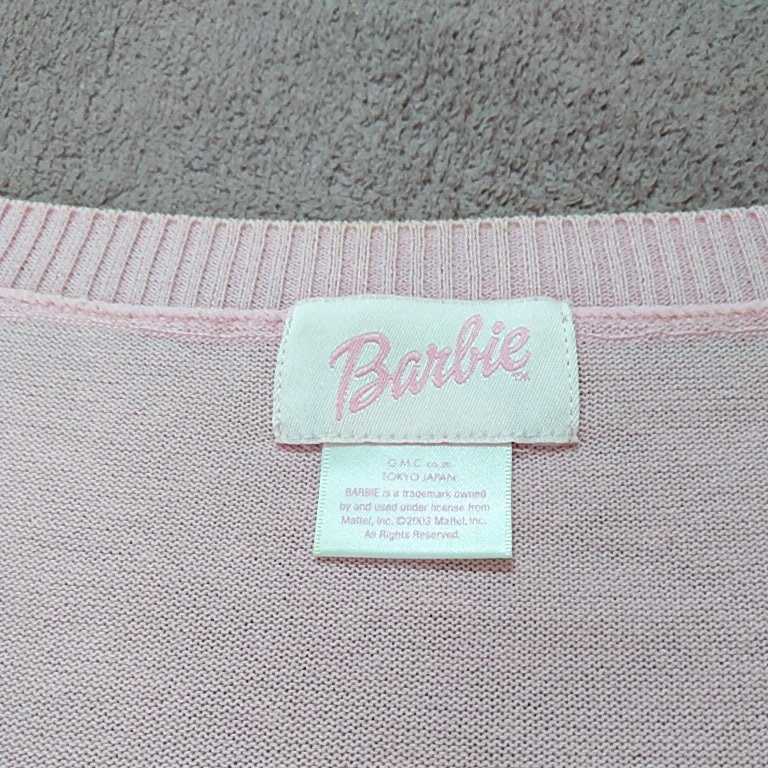 Barbie
G.M.C. CO.,LTD.
TOKYO JAPAN
BARBIE is a trademark owned
by and used under license from
Mattel, Inc. ©2003 Mattel, Inc.
All Rights Reserved.